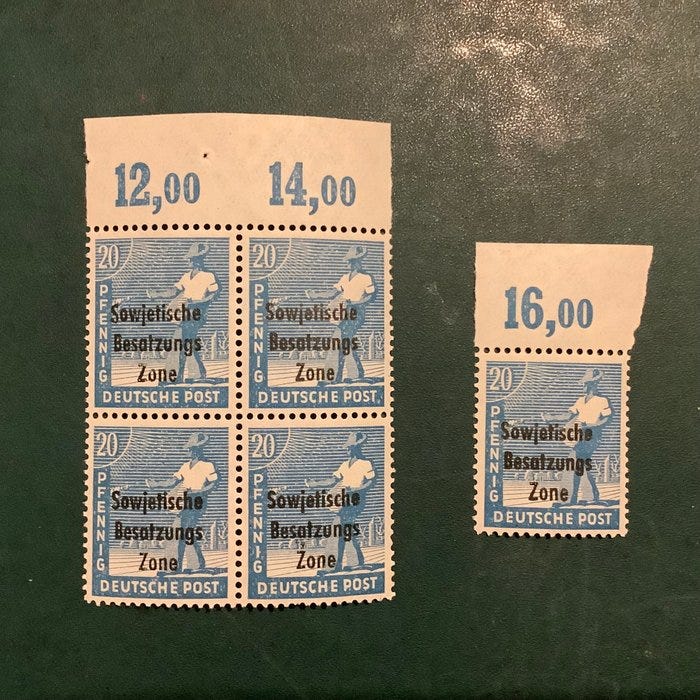 12,00 14,00
20
PFENNIG
Sowjetische
Besatzungs
Zone
DEUTSCHE POST
20
PFENNIG
Sowjetische
Besatzungs
Zone
DEUTSCHE POST
20
PFENNIG
Sowjetische
Besatzungs
Zone
DEUTSCHE POST
20
PFENNIG
Sowjetische
Besatzungs
Zone
DEUTSCHE POST
16,00
20
PFENNIG
Sowjetische
Besatzungs
Zone
DEUTSCHE POST